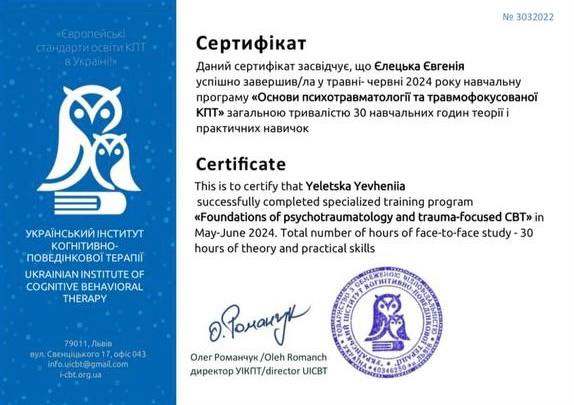 № 3032022
«Європейські
стандарти освіти КПТ
в Україні!»
УКРАЇНСЬКИЙ ІНСТИТУТ
КОГНІТИВНО-
ПОВЕДІНКОВОЇ ТЕРАПІЇ
UKRAINIAN INSTITUTE OF
COGNITIVE BEHAVIORAL
THERAPY
79011, Львів
вул. Свєнціцького 17, офіс 043
info.uicbt@gmail.com
i-cbt.org.ua
Сертифікат
Даний сертифікат засвідчує, що Єлецька Євгенія
успішно завершив/ла у травні- червні 2024 року навчальну
програму «Основи психотравматології та травмофокусованої
КПТ» загальною тривалістю 30 навчальних годин теорії і
практичних навичок
Certificate
This is to certify that Yeletska Yevheniia
successfully completed specialized training program
«Foundations of psychotraumatology and trauma-focused CBT» in
May-June 2024. Total number of hours of face-to-face study - 30
hours of theory and practical skills
О.Романчук
Олег Романчук /Oleh Romanch
директор УІКПТ/director UICBT
40346250